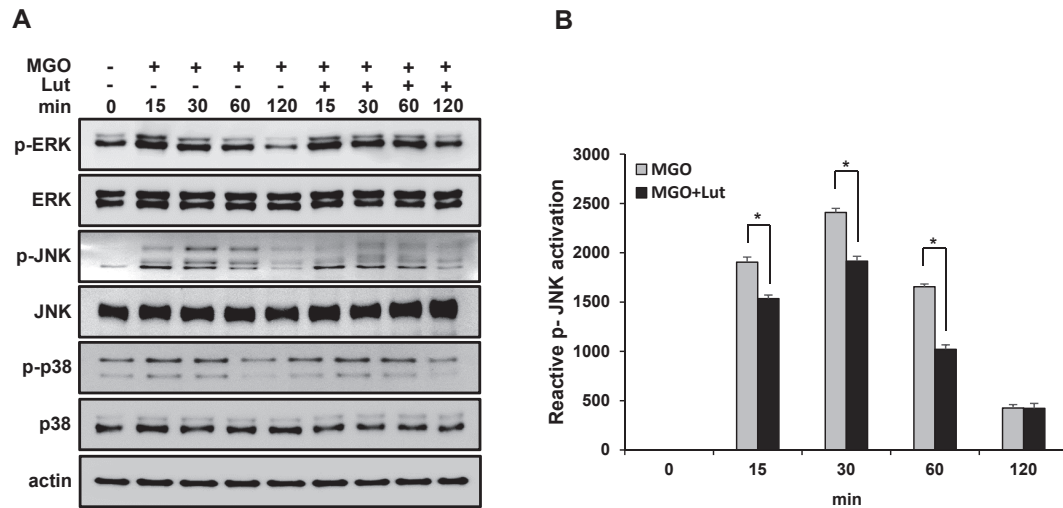 A
MGO - + + + + + + + +
Lut - - - - - + + + +
min 0 15 30 60 120 15 30 60 120
p-ERK
ERK
p-JNK
JNK
p-p38
p38
actin
B
Reactive p- JNK activation
3000
2500
2000
1500
1000
500
0
MGO
MGO+Lut
* * *
0 15 30 60 120
min